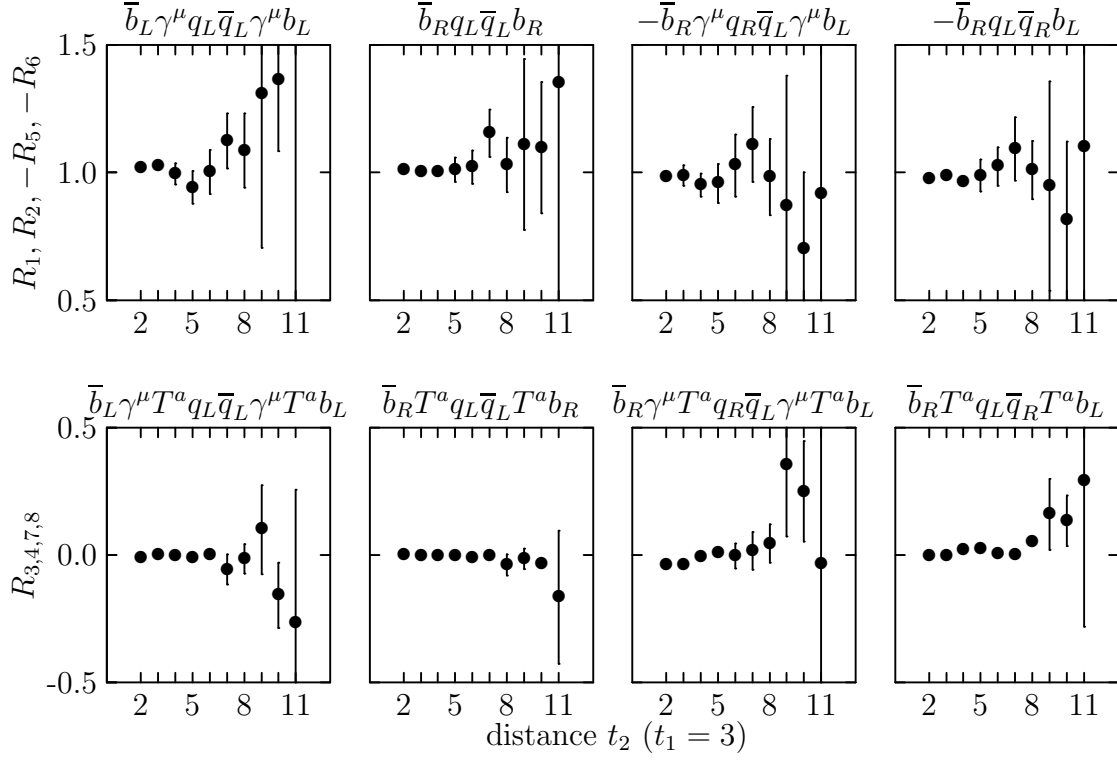 b̅_Lγ^μq_Lq̅_Lγ^μb_L b̅_Rq_Lq̅_Lb_R −b̅_Rγ^μq_Rq̅_Lγ^μb_L −b̅_Rq_Lq̅_Rb_L
R_1, R_2, −R_5, −R_6
1.5
1.0
0.5
2 5 8 11 2 5 8 11 2 5 8 11 2 5 8 11
b̅_Lγ^μT^aq_Lq̅_Lγ^μT^ab_L b̅_RT^aq_Lq̅_LT^ab_R b̅_Rγ^μT^aq_Rq̅_Lγ^μT^ab_L b̅_RT^aq_Lq̅_RT^ab_L
R_{3,4,7,8}
0.5
0.0
-0.5
2 5 8 11 2 5 8 11 2 5 8 11 2 5 8 11
distance t_2 (t_1 = 3)